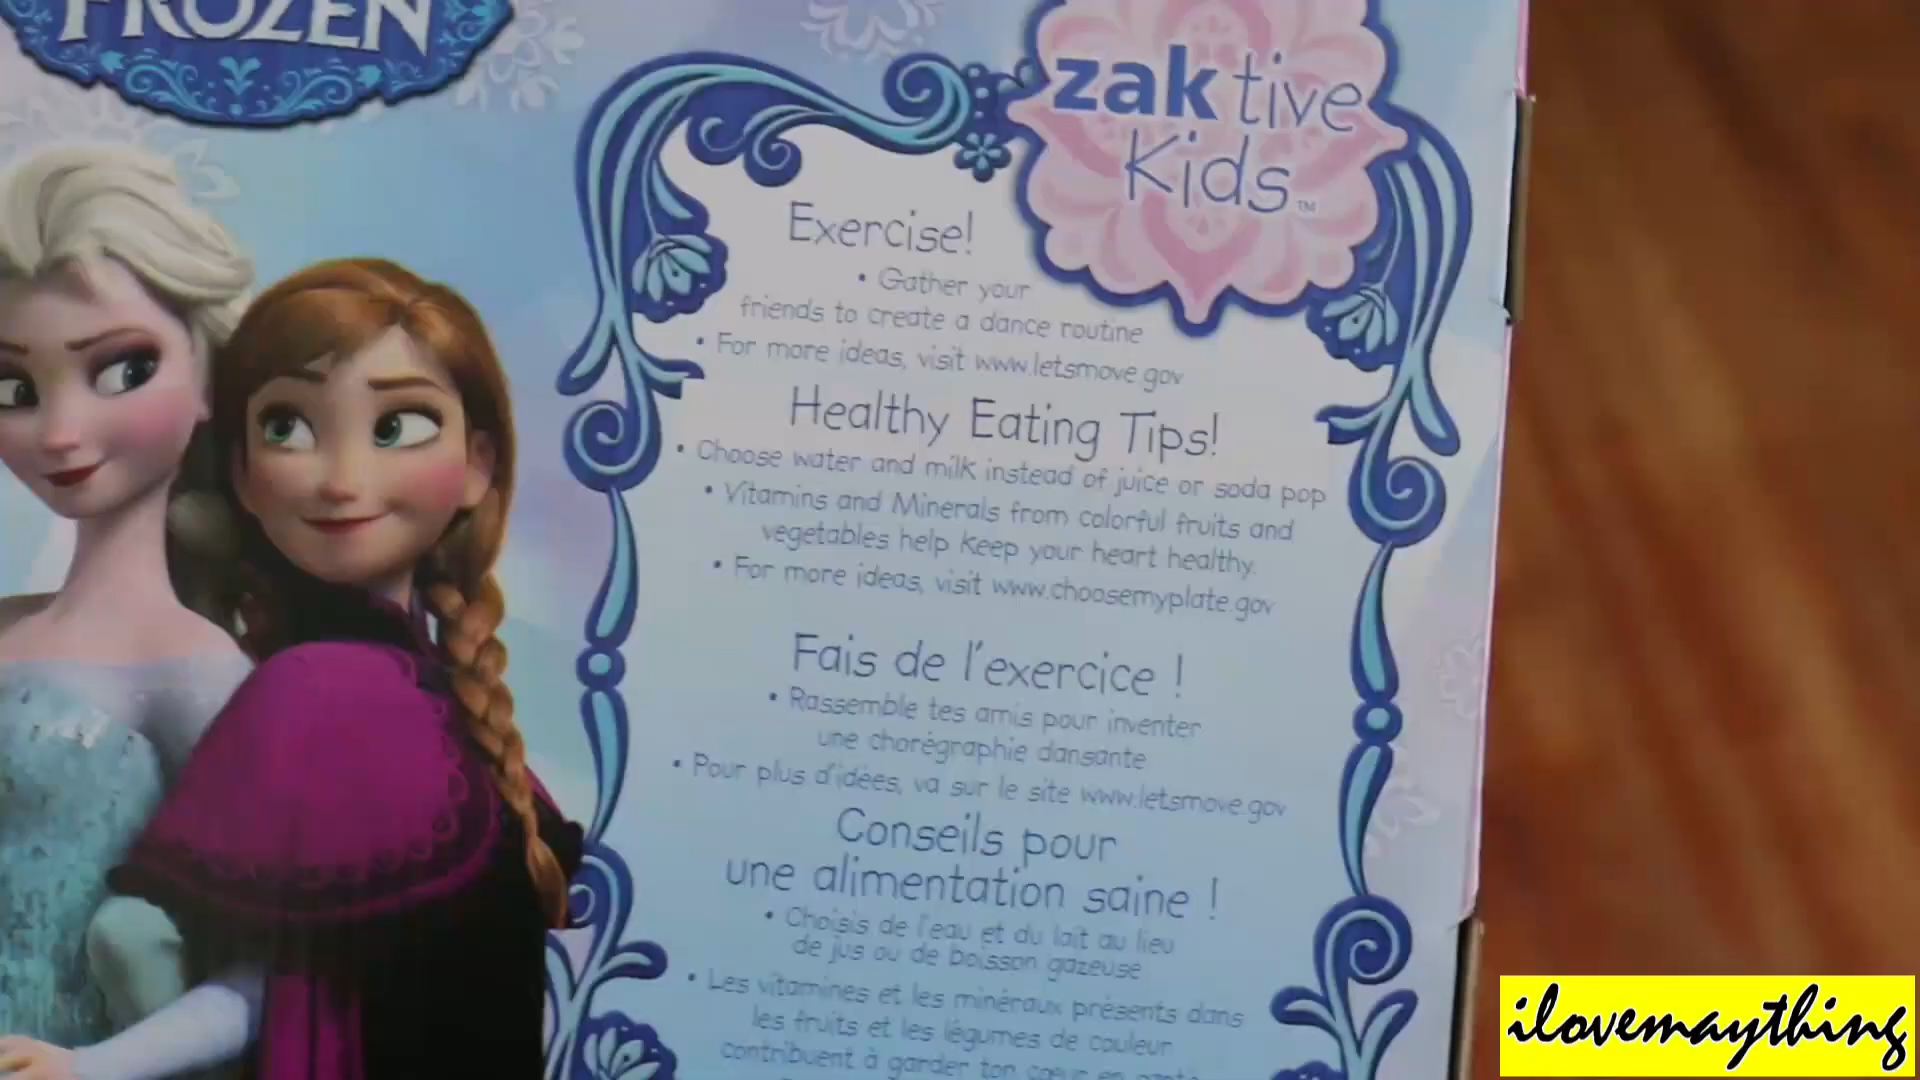 FROZEN
zaktive
Kids™
Exercise!
• Gather your
friends to create a dance routine
• For more ideas, visit www.letsmove.gov
Healthy Eating Tips!
• Choose water and milk instead of juice or soda pop
• Vitamins and Minerals from colorful fruits and
vegetables help keep your heart healthy.
• For more ideas, visit www.choosemyplate.gov
Fais de l'exercice !
• Rassemble tes amis pour inventer
une chorégraphie dansante
• Pour plus d'idées, va sur le site www.letsmove.gov
Conseils pour
une alimentation saine !
• Choisis de l'eau et du lait au lieu
de jus ou de boisson gazeuse
• Les vitamines et les minéraux présents dans
les fruits et les légumes de couleur
contribuent à garder ton cœur en
ilovemaything